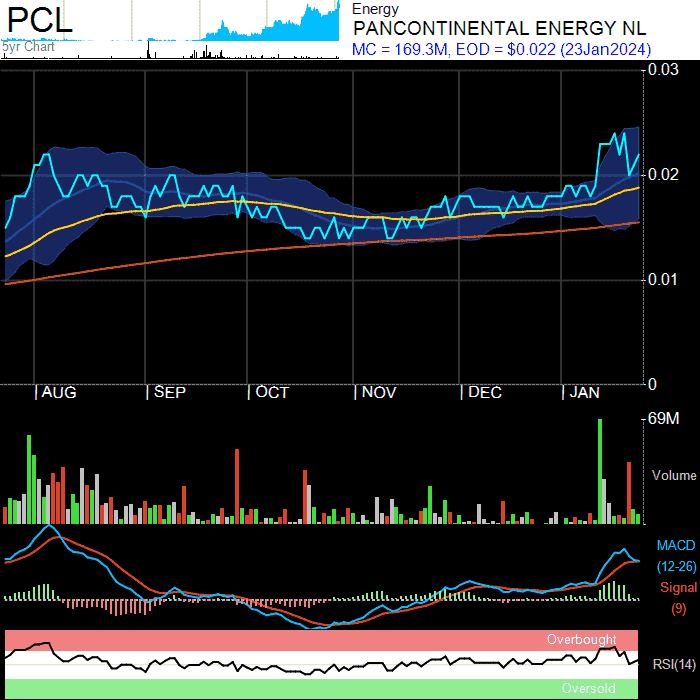 PCL
5yr Chart
Energy
PANCONTINENTAL ENERGY NL
MC = 169.3M, EOD = $0.022 (23Jan2024)
0.03
0.02
0.01
0
AUG SEP OCT NOV DEC JAN
69M
Volume
MACD
(12-26)
Signal
(9)
Overbought
RSI(14)
Oversold